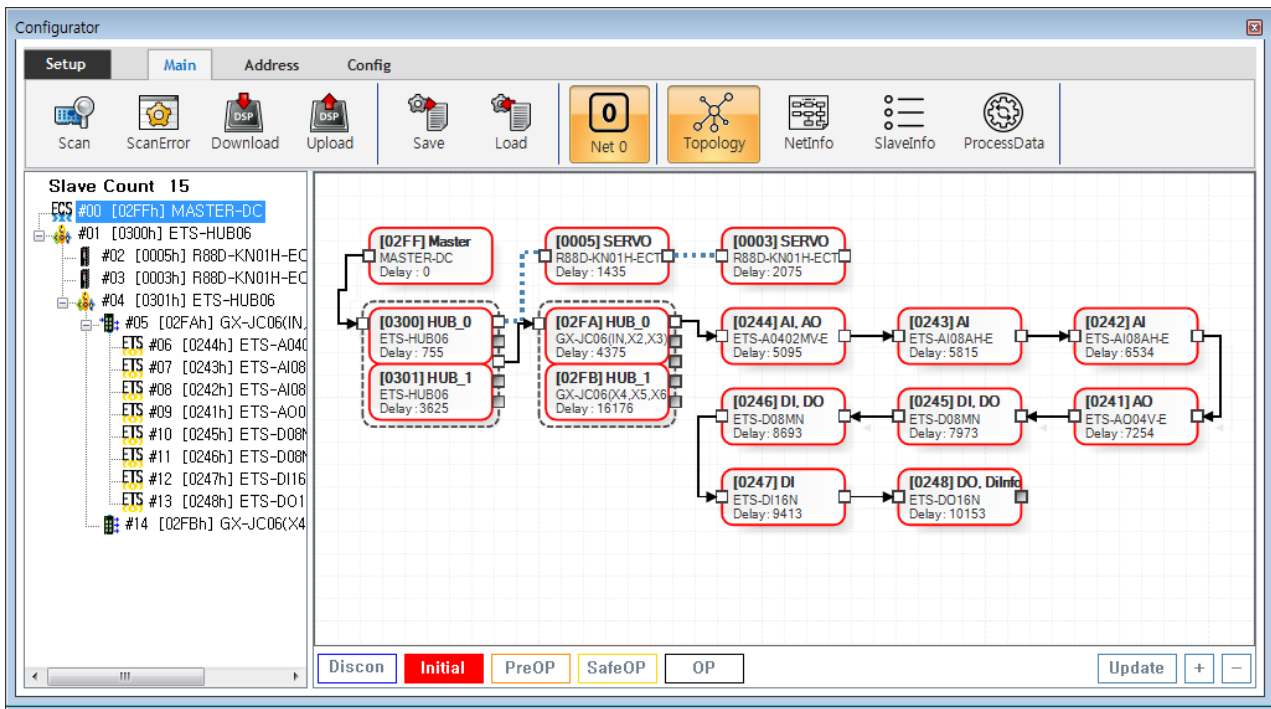 Configurator
Setup Main Address Config
DSP DSP 0
Scan ScanError Download Upload Save Load Net 0 Topology NetInfo SlaveInfo ProcessData
Slave Count 15
ECS #00 [02FFh] MASTER-DC
#01 [0300h] ETS-HUB06
#02 [0005h] R88D-KN01H-EC
#03 [0003h] R88D-KN01H-EC
#04 [0301h] ETS-HUB06
#05 [02FAh] GX-JC06(IN,
ETS #06 [0244h] ETS-A040
ETS #07 [0243h] ETS-AI08
ETS #08 [0242h] ETS-AI08
ETS #09 [0241h] ETS-AO0
ETS #10 [0245h] ETS-D08M
ETS #11 [0246h] ETS-D08M
ETS #12 [0247h] ETS-DI16
ETS #13 [0248h] ETS-DO1
#14 [02FBh] GX-JC06(X4
[02FF] Master
MASTER-DC
Delay : 0
[0005] SERVO
R88D-KN01H-ECT
Delay : 1435
[0003] SERVO
R88D-KN01H-ECT
Delay : 2075
[0300] HUB_0
ETS-HUB06
Delay : 755
[0301] HUB_1
ETS-HUB06
Delay : 3625
[02FA] HUB_0
GX-JC06(IN,X2,X3)
Delay : 4375
[02FB] HUB_1
GX-JC06(X4,X5,X6
Delay : 16176
[0244] AI, AO
ETS-A0402MV-E
Delay : 5095
[0243] AI
ETS-AI08AH-E
Delay : 5815
[0242] AI
ETS-AI08AH-E
Delay : 6534
[0246] DI, DO
ETS-D08MN
Delay : 8693
[0245] DI, DO
ETS-D08MN
Delay : 7973
[0241] AO
ETS-AO04V-E
Delay : 7254
[0247] DI
ETS-DI16N
Delay : 9413
[0248] DO, DiInfo
ETS-DO16N
Delay : 10153
Discon Initial PreOP SafeOP OP Update + −